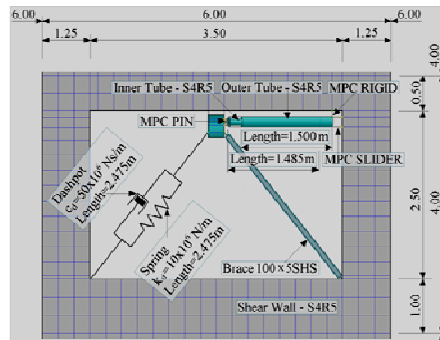 6.00
6.00
6.00
1.25
3.50
1.25
4.00
0.50
Inner Tube - S4R5
Outer Tube - S4R5
MPC RIGID
MPC PIN
Length=1.500m
Length=1.485m
MPC SLIDER
2.50
4.00
Dashpot
Length=2.475m
Spring
Length=2.475m
Brace 100×5SHS
Shear Wall - S4R5
1.00